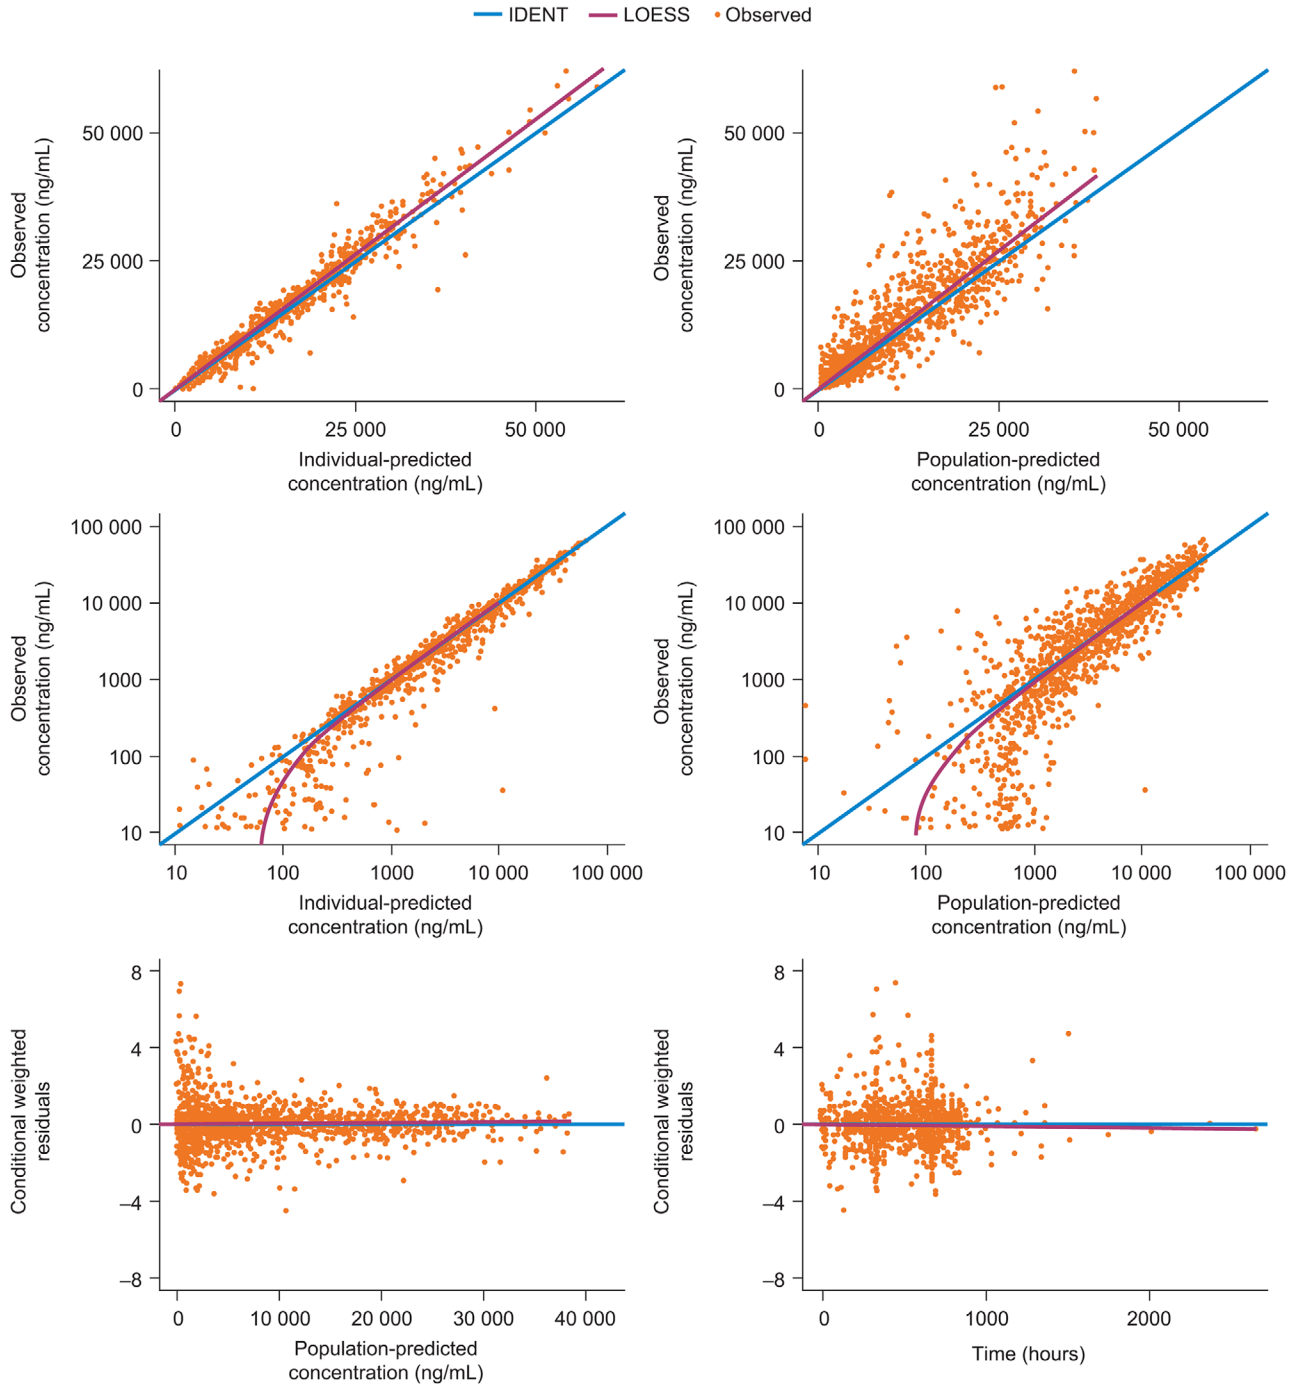 IDENT LOESS Observed
50 000
25 000
0
Observed
concentration (ng/mL)
0 25 000 50 000
Individual-predicted
concentration (ng/mL)
50 000
25 000
0
Observed
concentration (ng/mL)
0 25 000 50 000
Population-predicted
concentration (ng/mL)
100 000
10 000
1000
100
10
Observed
concentration (ng/mL)
10 100 1000 10 000 100 000
Individual-predicted
concentration (ng/mL)
100 000
10 000
1000
100
10
Observed
concentration (ng/mL)
10 100 1000 10 000 100 000
Population-predicted
concentration (ng/mL)
8
4
0
–4
–8
Conditional weighted
residuals
0 10 000 20 000 30 000 40 000
Population-predicted
concentration (ng/mL)
8
4
0
–4
–8
Conditional weighted
residuals
0 1000 2000
Time (hours)